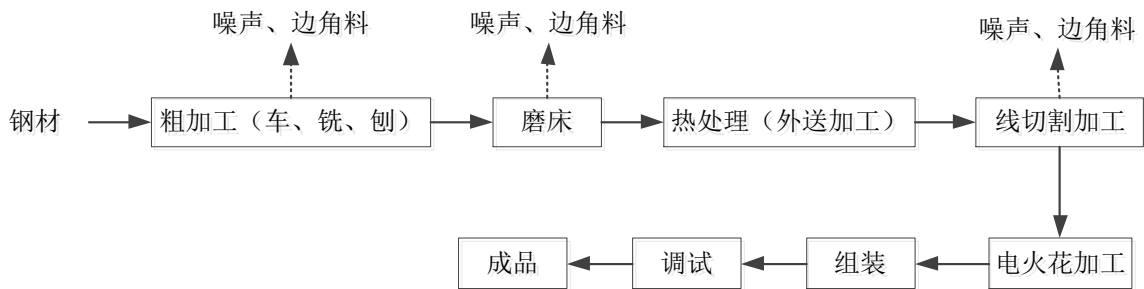 噪声、边角料
噪声、边角料
噪声、边角料
钢材
粗加工（车、铣、刨）
磨床
热处理（外送加工）
线切割加工
成品
调试
组装
电火花加工